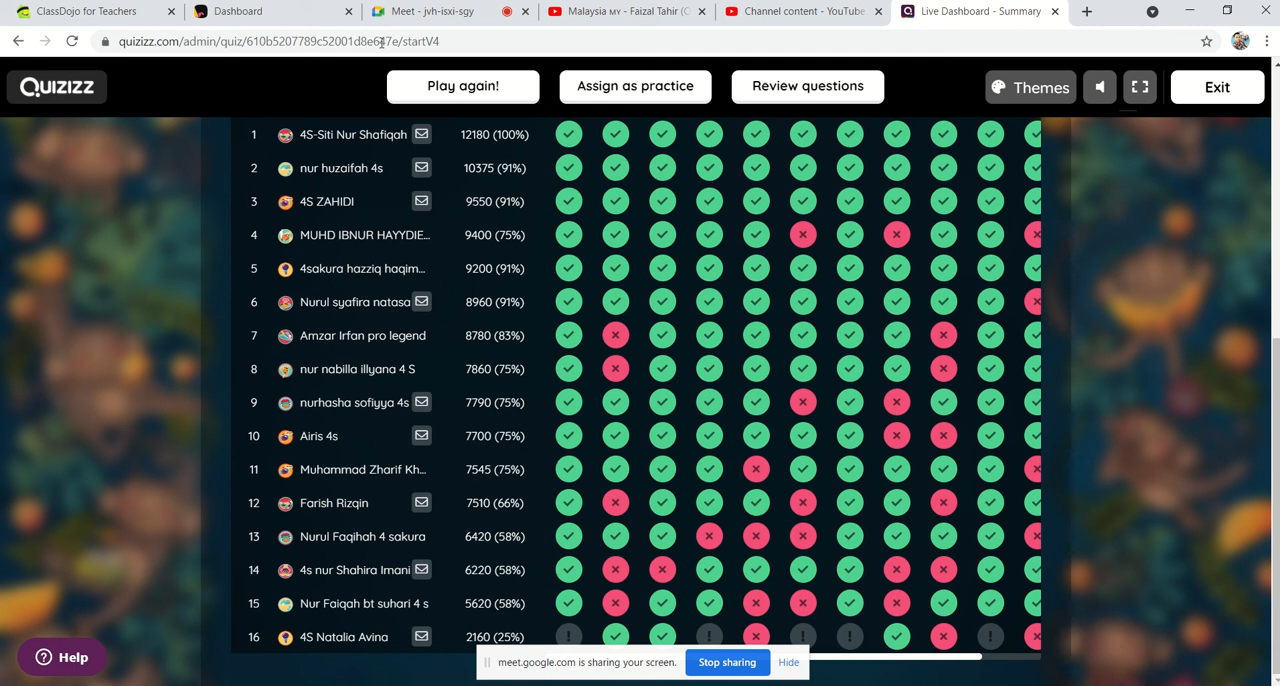 ClassDojo for Teachers
Dashboard
Meet - jvh-isxi-sgy
Malaysia ᴍʏ - Faizal Tahir (O
Channel content - YouTube
Live Dashboard - Summary
quizizz.com/admin/quiz/610b5207789c52001d8e647e/startV4
Quizizz
Play again!
Assign as practice
Review questions
Themes
Exit
1 4S-Siti Nur Shafiqah 12180 (100%)
2 nur huzaifah 4s 10375 (91%)
3 4S ZAHIDI 9550 (91%)
4 MUHD IBNUR HAYYDIE... 9400 (75%)
5 4sakura hazziq haqim... 9200 (91%)
6 Nurul syafira natasa 8960 (91%)
7 Amzar Irfan pro legend 8780 (83%)
8 nur nabilla illyana 4 S 7860 (75%)
9 nurhasha sofiyya 4s 7790 (75%)
10 Airis 4s 7700 (75%)
11 Muhammad Zharif Kh... 7545 (75%)
12 Farish Rizqin 7510 (66%)
13 Nurul Faqihah 4 sakura 6420 (58%)
14 4s nur Shahira Imani 6220 (58%)
15 Nur Faiqah bt suhari 4 s 5620 (58%)
16 4S Natalia Avina 2160 (25%)
Help
meet.google.com is sharing your screen.
Stop sharing
Hide